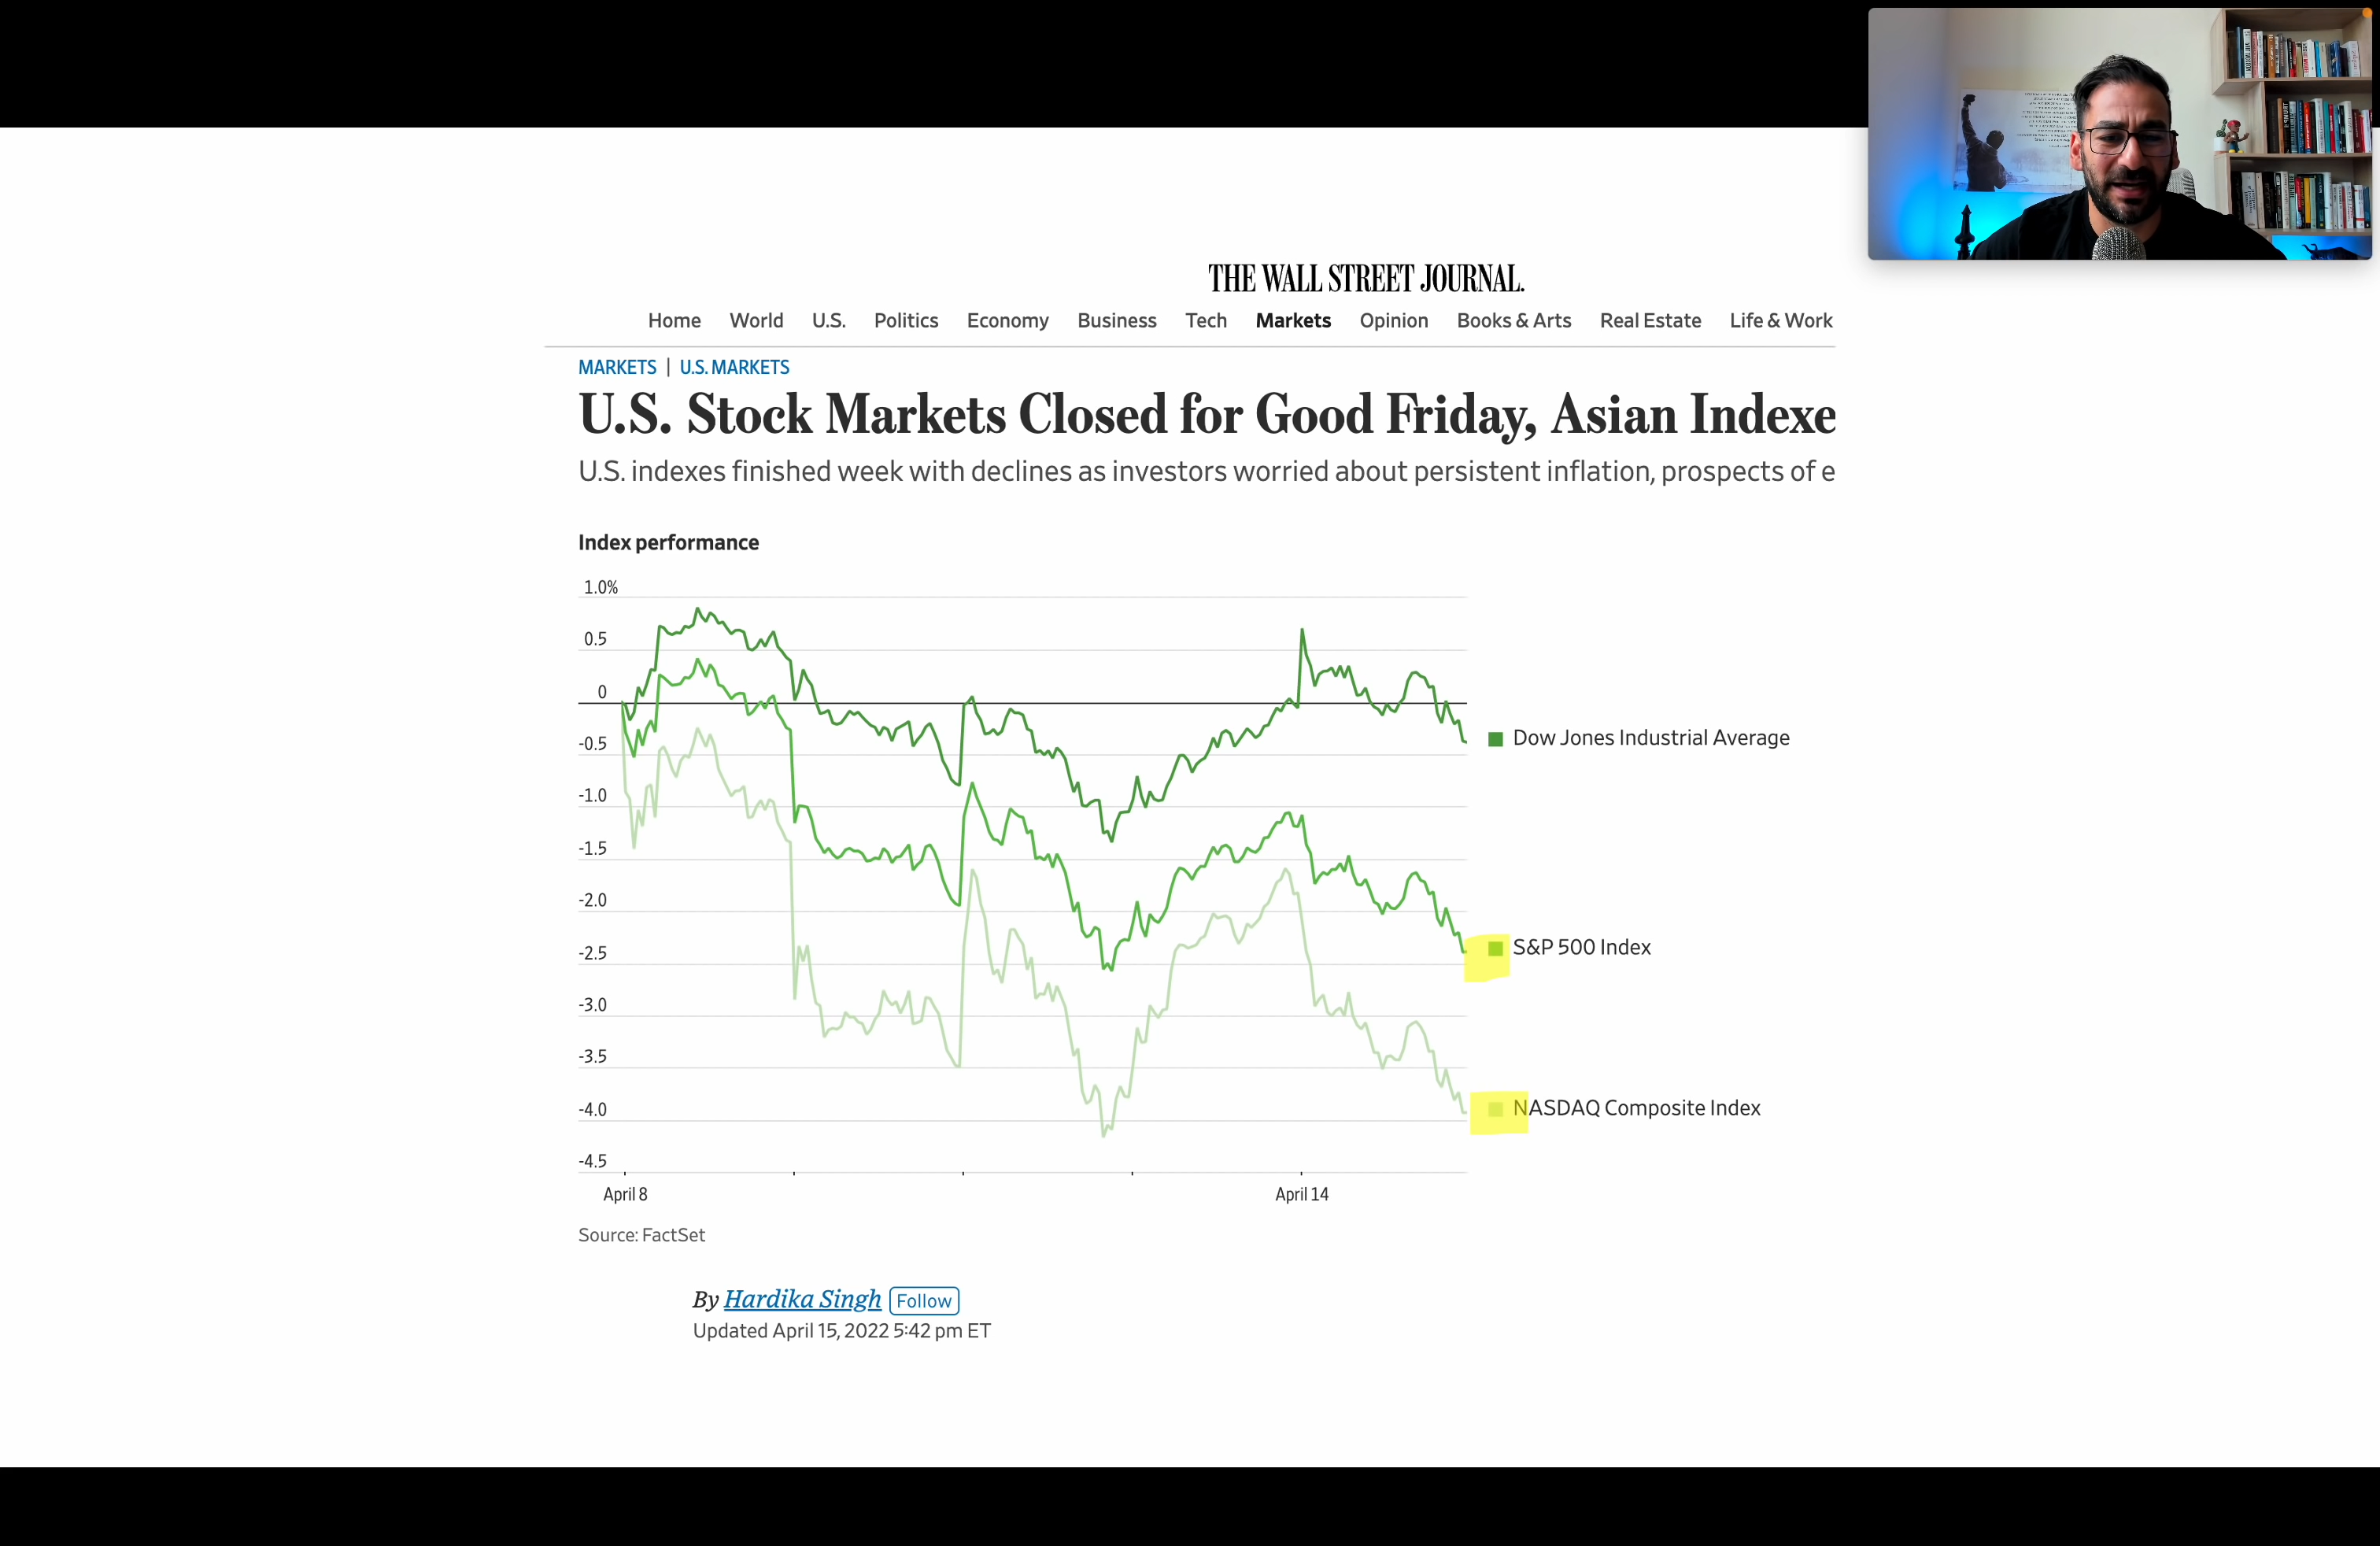 THE WALL STREET JOURNAL.
Home World U.S. Politics Economy Business Tech Markets Opinion Books & Arts Real Estate Life & Work
MARKETS | U.S. MARKETS
U.S. Stock Markets Closed for Good Friday, Asian Indexe
U.S. indexes finished week with declines as investors worried about persistent inflation, prospects of e
Index performance
1.0%
0.5
0
-0.5
-1.0
-1.5
-2.0
-2.5
-3.0
-3.5
-4.0
-4.5
Dow Jones Industrial Average
S&P 500 Index
NASDAQ Composite Index
April 8
April 14
Source: FactSet
By Hardika Singh Follow
Updated April 15, 2022 5:42 pm ET